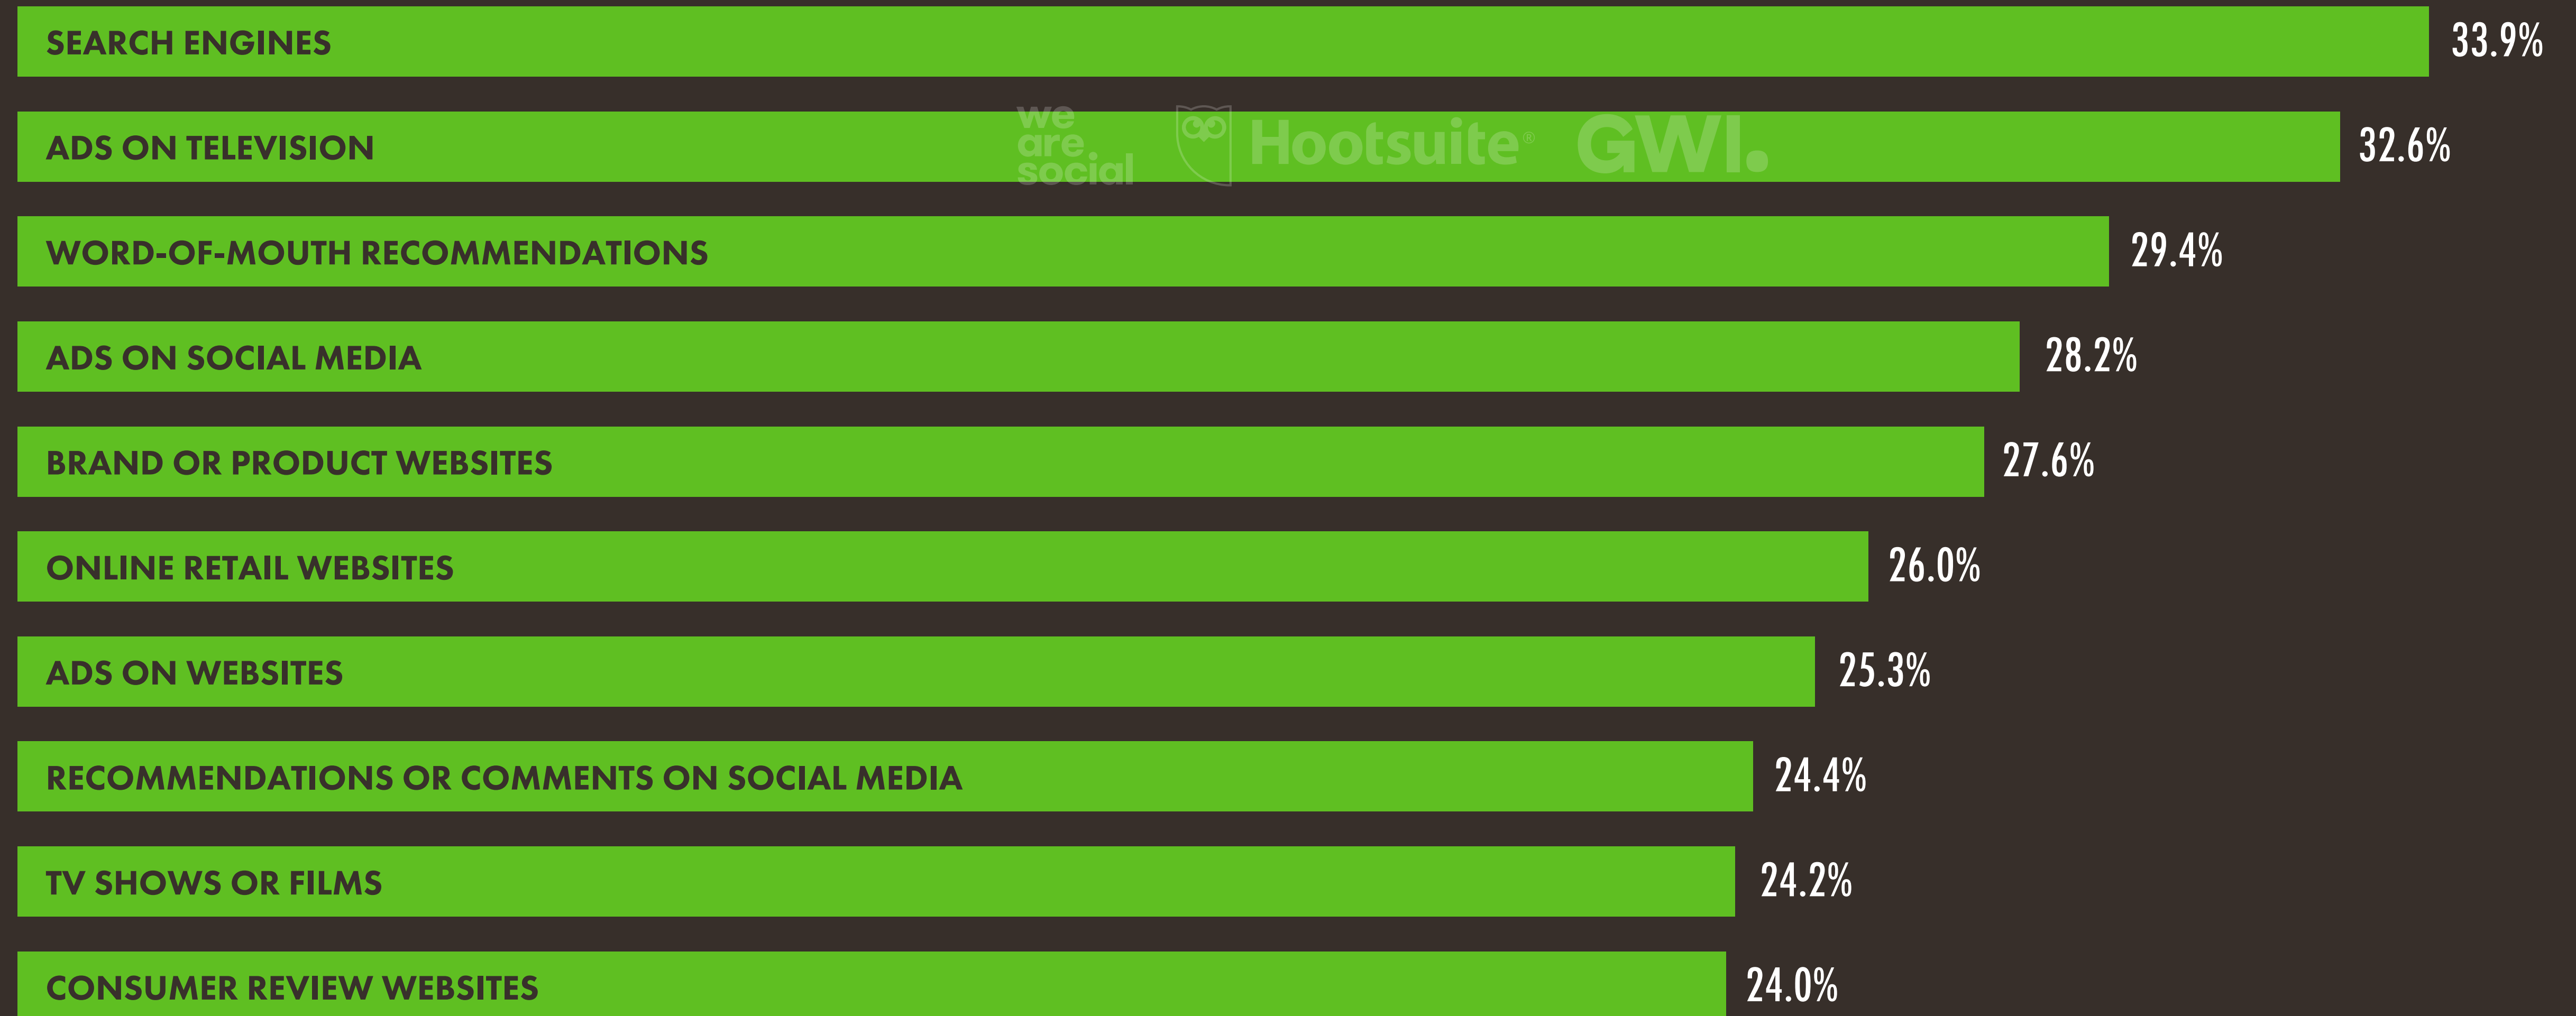 SEARCH ENGINES 33.9%
we
are
social Hootsuite® GWI.
ADS ON TELEVISION 32.6%
WORD-OF-MOUTH RECOMMENDATIONS 29.4%
ADS ON SOCIAL MEDIA 28.2%
BRAND OR PRODUCT WEBSITES 27.6%
ONLINE RETAIL WEBSITES 26.0%
ADS ON WEBSITES 25.3%
RECOMMENDATIONS OR COMMENTS ON SOCIAL MEDIA 24.4%
TV SHOWS OR FILMS 24.2%
CONSUMER REVIEW WEBSITES 24.0%